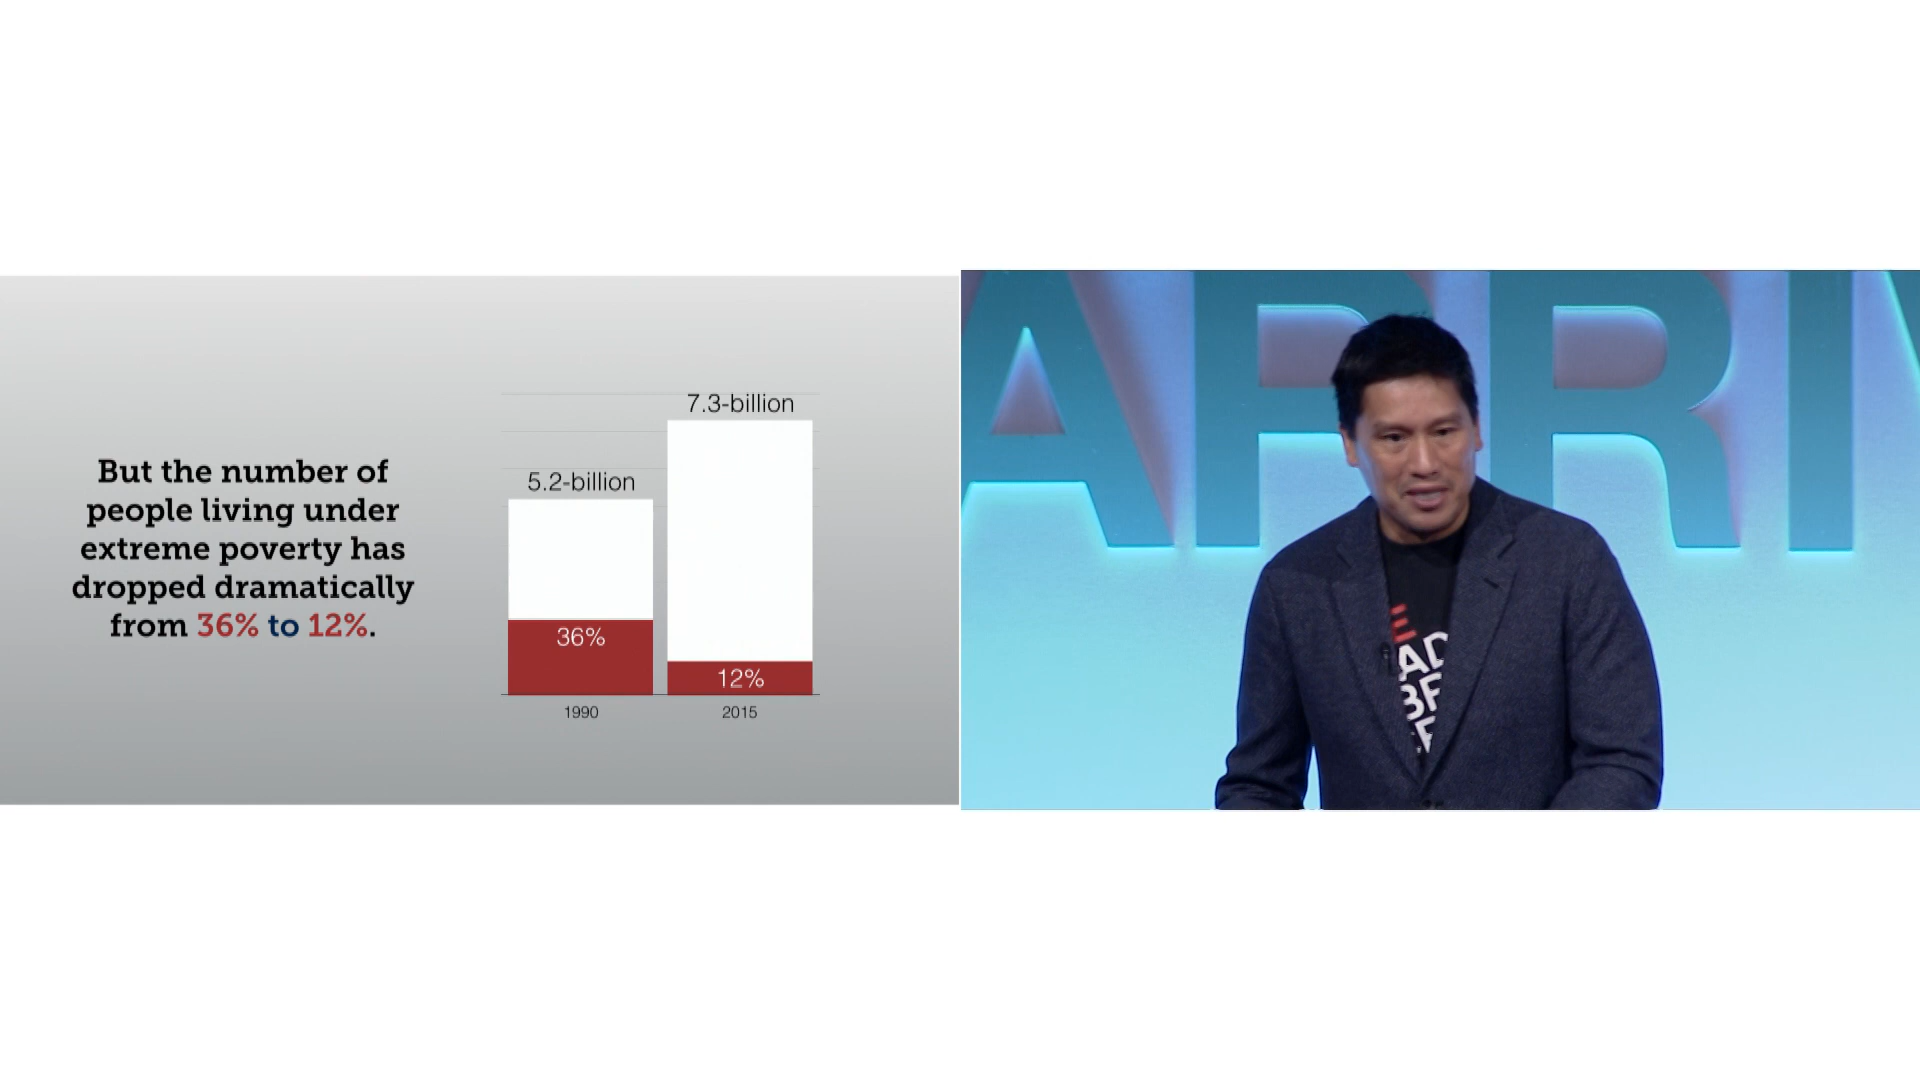 But the number of
people living under
extreme poverty has
dropped dramatically
from 36% to 12%.
7.3-billion
5.2-billion
36%
12%
1990
2015
ARRIV